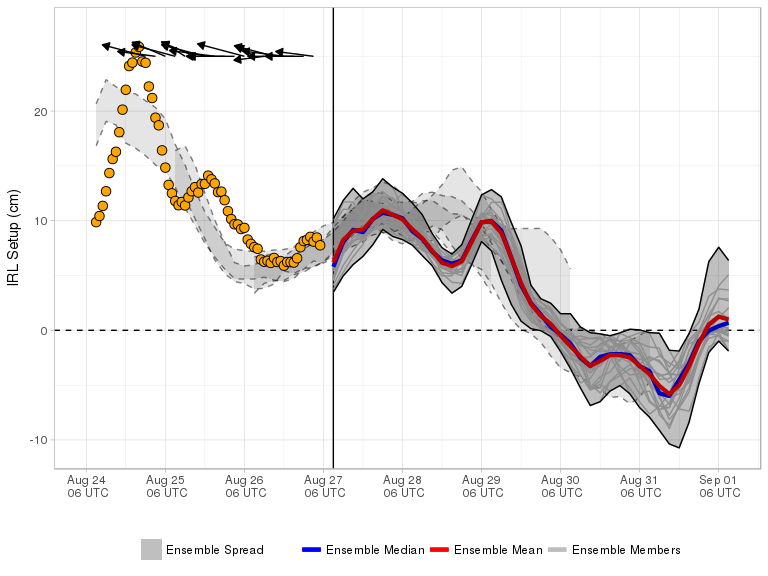 IRL Setup (cm)
20
10
0
-10
Aug 24 Aug 25 Aug 26 Aug 27 Aug 28 Aug 29 Aug 30 Aug 31 Sep 01
06 UTC 06 UTC 06 UTC 06 UTC 06 UTC 06 UTC 06 UTC 06 UTC 06 UTC
Ensemble Spread Ensemble Median Ensemble Mean Ensemble Members